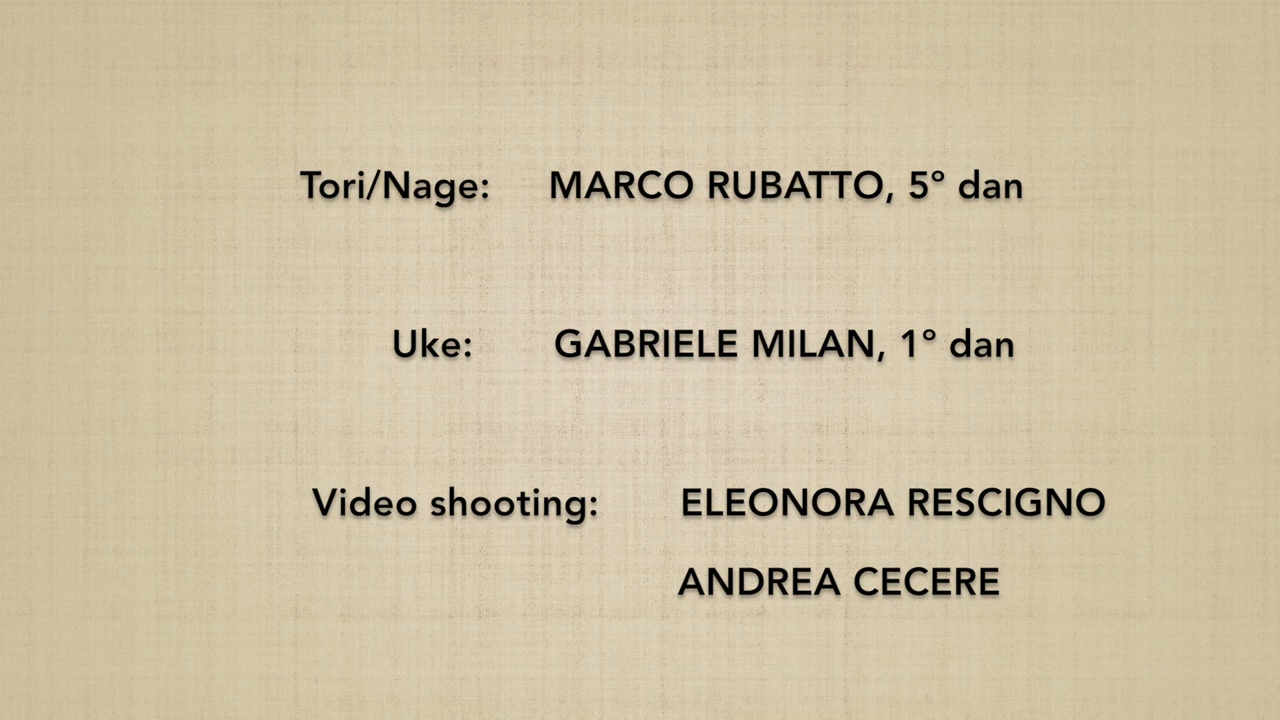 Tori/Nage: MARCO RUBATTO, 5° dan
Uke: GABRIELE MILAN, 1° dan
Video shooting: ELEONORA RESCIGNO
ANDREA CECERE